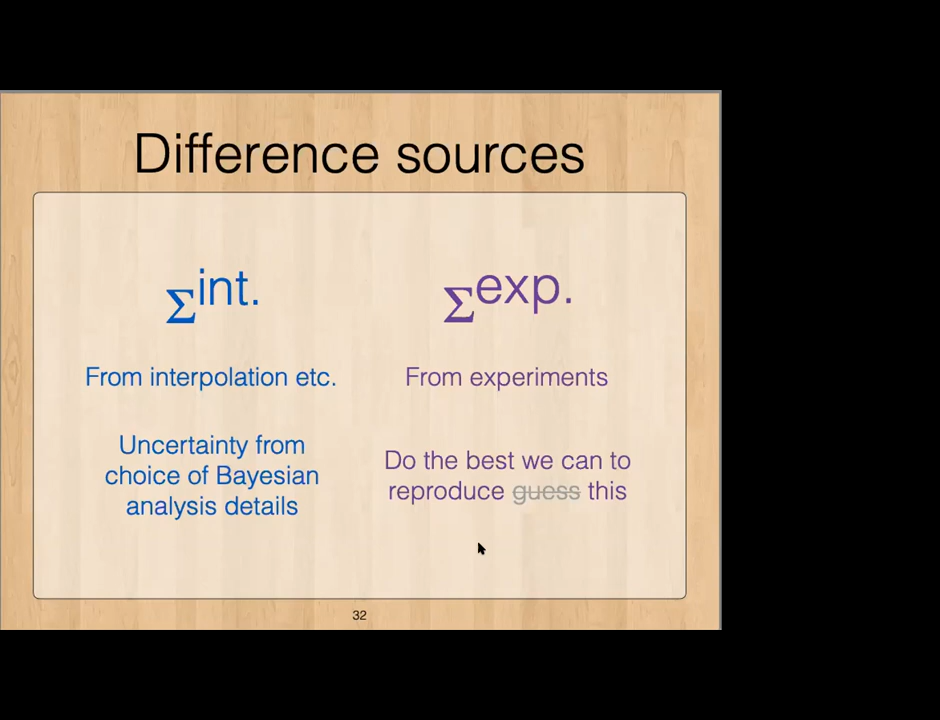 Difference sources
Σint.
Σexp.
From interpolation etc.
From experiments
Uncertainty from
choice of Bayesian
analysis details
Do the best we can to
reproduce guess this
32